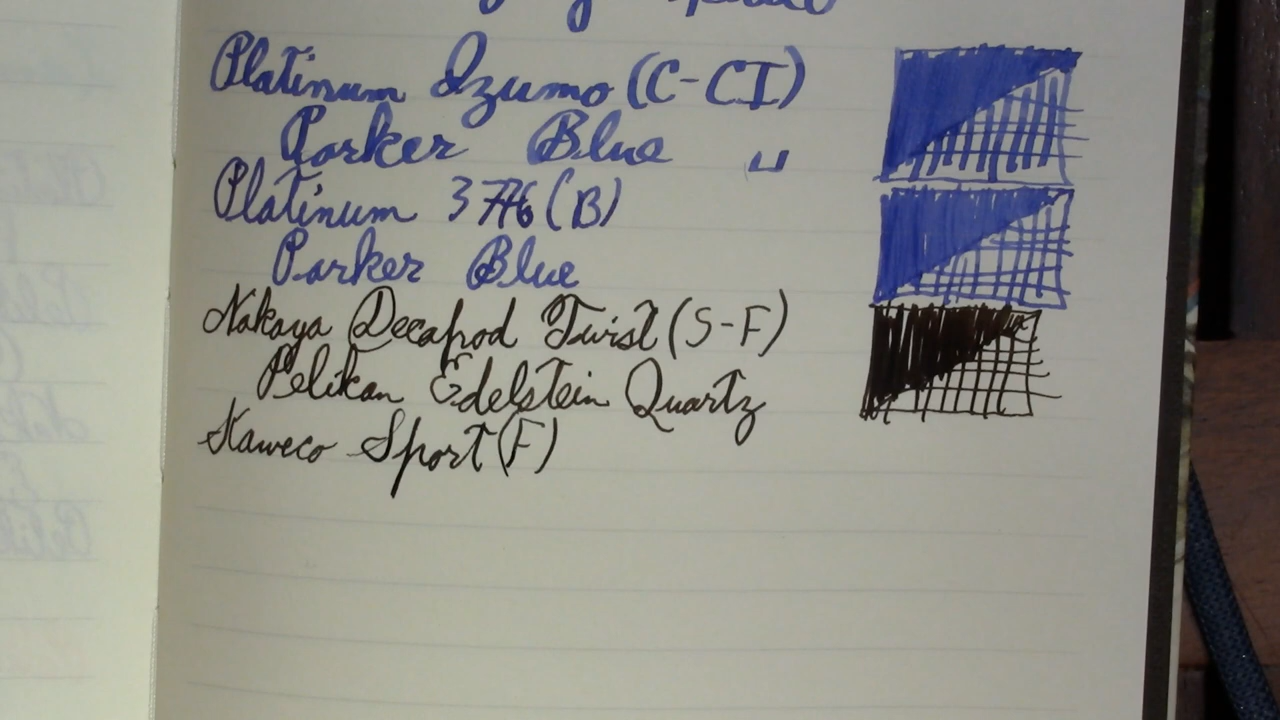 Platinum Izumo (C-CI)
Parker Blue "
Platinum 3776 (B)
Parker Blue
Nakaya Decapod Twist (S-F)
Pelikan Edelstein Quartz
Kaweco Sport (F)